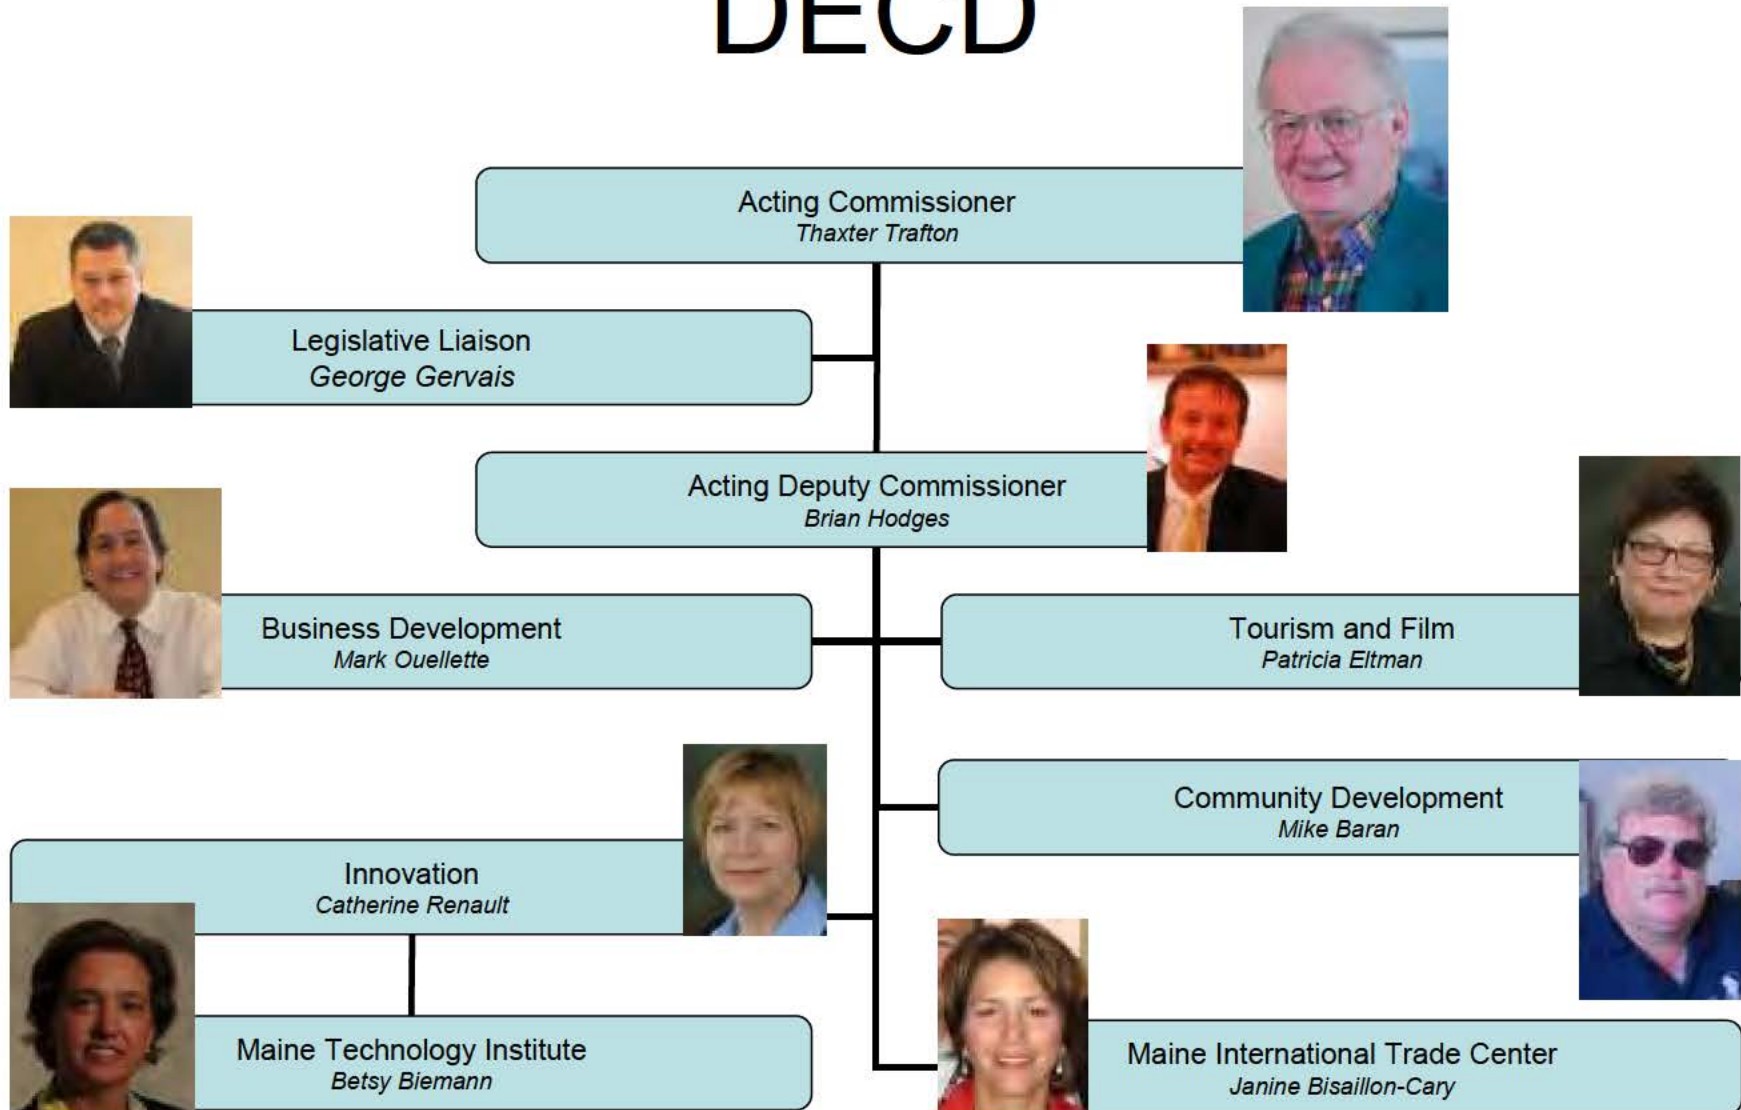 DECD
Acting Commissioner
Thaxter Trafton
Legislative Liaison
George Gervais
Acting Deputy Commissioner
Brian Hodges
Business Development
Mark Ouellette
Tourism and Film
Patricia Eltman
Community Development
Mike Baran
Innovation
Catherine Renault
Maine Technology Institute
Betsy Biemann
Maine International Trade Center
Janine Bisaillon-Cary